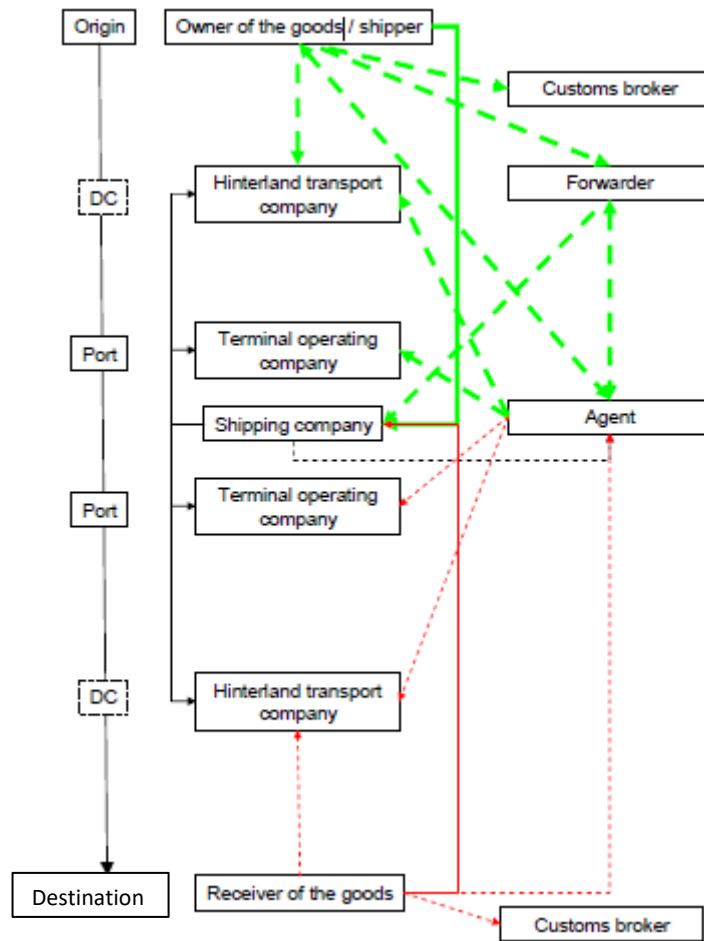 Origin
Owner of the goods / shipper
Customs broker
DC
Hinterland transport
company
Forwarder
Port
Terminal operating
company
Shipping company
Agent
Port
Terminal operating
company
DC
Hinterland transport
company
Destination
Receiver of the goods
Customs broker